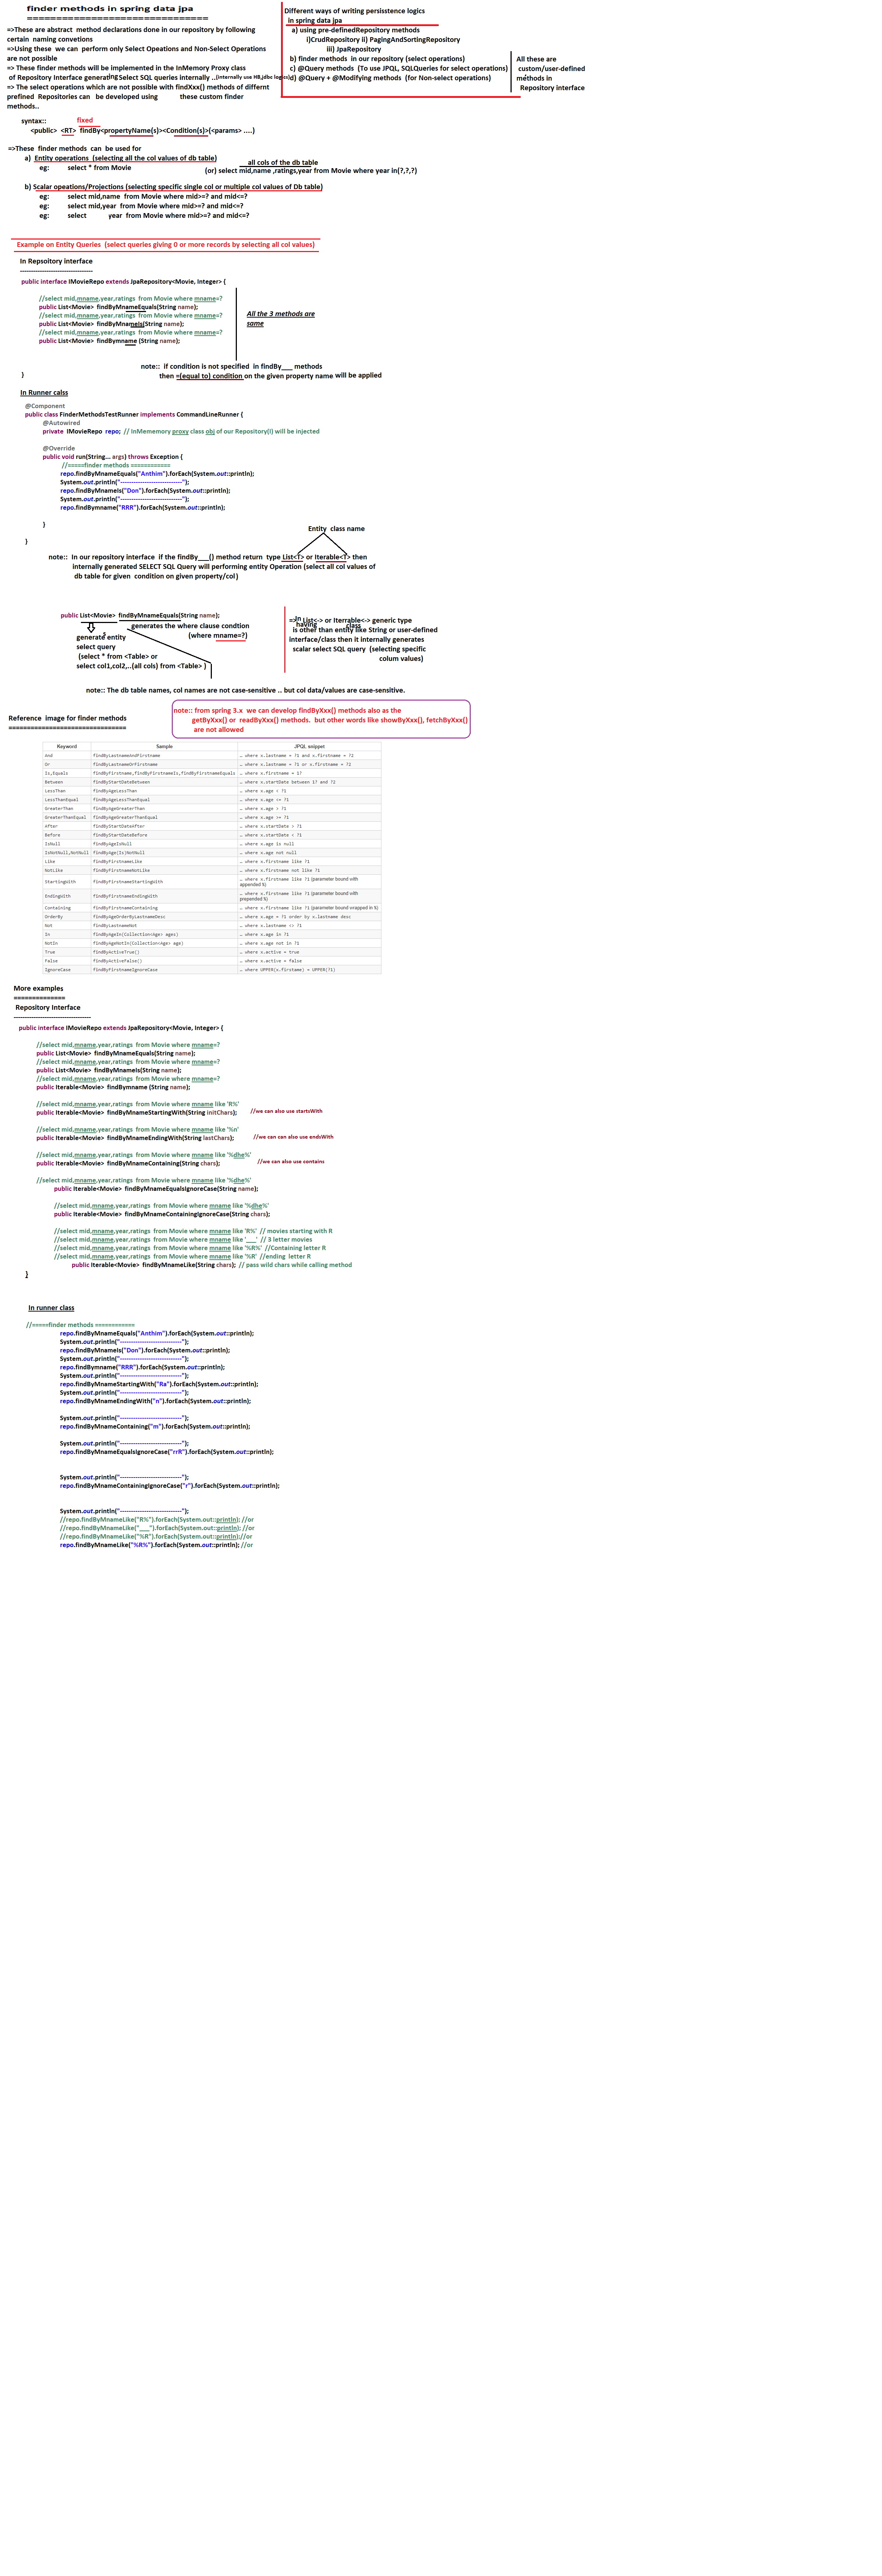 finder methods in spring data jpa
===============================
=>These are abstract  method declarations done in our repository by following
certain  naming convetions
=>Using these  we can  perform only Select Opeations and Non-Select Operations
are not possible
=> These finder methods will be implemented in the InMemory Proxy class
of Repository Interface generating Select SQL queries internally ..(Internally use HB,jdbc logics)
=> The select operations which are not possible with findXxx() methods of differnt
prefined  Repositories can   be developed using            these custom finder
methods..
Different ways of writing persisstence logics
in spring data jpa
a) using pre-definedRepository methods
i)CrudRepository ii) PagingAndSortingRepository
iii) JpaRepository
b) finder methods  in our repository (select operations)
c) @Query methods  (To use JPQL, SQLQueries for select operations)
d) @Query + @Modifying methods  (for Non-select operations)
All these are
custom/user-defined
methods in
Repository interface
syntax::
fixed
<public>  <RT>  findBy<propertyName(s)><Condition(s)>(<params> ....)
=>These  finder methods  can  be used for
a)  Entity operations  (selecting all the col values of db table)
eg:          select * from Movie
all cols of the db table
(or) select mid,name ,ratings,year from Movie where year in(?,?,?)
b) Scalar opeations/Projections (selecting specific single col or multiple col values of Db table)
eg:          select mid,name  from Movie where mid>=? and mid<=?
eg:          select mid,year  from Movie where mid>=? and mid<=?
eg:          select            year  from Movie where mid>=? and mid<=?
Example on Entity Queries  (select queries giving 0 or more records by selecting all col values)
In Repsoitory interface
----------------------------------
public interface IMovieRepo extends JpaRepository<Movie, Integer> {
//select mid,mname,year,ratings  from Movie where mname=?
public List<Movie>  findByMnameEquals(String name);
//select mid,mname,year,ratings  from Movie where mname=?
public List<Movie>  findByMnameIs(String name);
//select mid,mname,year,ratings  from Movie where mname=?
public List<Movie>  findBymname (String name);
All the 3 methods are
same
note::  if condition is not specified  in findBy___ methods
then =(equal to) condition on the given property name will be applied
}
In Runner calss
@Component
public class FinderMethodsTestRunner implements CommandLineRunner {
@Autowired
private  IMovieRepo  repo;  // InMememory proxy class obj of our Repository(I) will be injected
@Override
public void run(String... args) throws Exception {
//=====finder methods ============
repo.findByMnameEquals("Anthim").forEach(System.out::println);
System.out.println("----------------------------");
repo.findByMnameIs("Don").forEach(System.out::println);
System.out.println("----------------------------");
repo.findBymname("RRR").forEach(System.out::println);
}
}
Entity  class name
note::  In our repository interface  if the findBy___() method return  type List<T> or Iterable<T> then
internally generated SELECT SQL Query will performing entity Operation (select all col values of
db table for given  condition on given property/col)
public List<Movie>  findByMnameEquals(String name);
generates the where clause condtion
(where mname=?)
generates entity
select query
(select * from <Table> or
select col1,col2,..(all cols) from <Table> )
=> In List<-> or Iterrable<-> generic type having class
is other than entity like String or user-defined
interface/class then it internally generates
scalar select SQL query  (selecting specific
colum values)
note:: The db table names, col names are not case-sensitive .. but col data/values are case-sensitive.
note:: from spring 3.x  we can develop findByXxx() methods also as the
getByXxx() or  readByXxx() methods.  but other words like showByXxx(), fetchByXxx()
are not allowed
Reference  image for finder methods
================================
Keyword Sample JPQL snippet
And findByLastnameAndFirstname … where x.lastname = ?1 and x.firstname = ?2
Or findByLastnameOrFirstname … where x.lastname = ?1 or x.firstname = ?2
Is,Equals findByFirstname,findByFirstnameIs,findByFirstnameEquals … where x.firstname = 1?
Between findByStartDateBetween … where x.startDate between 1? and ?2
LessThan findByAgeLessThan … where x.age < ?1
LessThanEqual findByAgeLessThanEqual … where x.age <= ?1
GreaterThan findByAgeGreaterThan … where x.age > ?1
GreaterThanEqual findByAgeGreaterThanEqual … where x.age >= ?1
After findByStartDateAfter … where x.startDate > ?1
Before findByStartDateBefore … where x.startDate < ?1
IsNull findByAgeIsNull … where x.age is null
IsNotNull,NotNull findByAge(Is)NotNull … where x.age not null
Like findByFirstnameLike … where x.firstname like ?1
NotLike findByFirstnameNotLike … where x.firstname not like ?1
StartingWith findByFirstnameStartingWith … where x.firstname like ?1 (parameter bound with
appended %)
EndingWith findByFirstnameEndingWith … where x.firstname like ?1 (parameter bound with
prepended %)
Containing findByFirstnameContaining … where x.firstname like ?1 (parameter bound wrapped in %)
OrderBy findByAgeOrderByLastnameDesc … where x.age = ?1 order by x.lastname desc
Not findByLastnameNot … where x.lastname <> ?1
In findByAgeIn(Collection<Age> ages) … where x.age in ?1
NotIn findByAgeNotIn(Collection<Age> age) … where x.age not in ?1
True findByActiveTrue() … where x.active = true
False findByActiveFalse() … where x.active = false
IgnoreCase findByFirstnameIgnoreCase … where UPPER(x.firstame) = UPPER(?1)
More examples
==============
Repository Interface
------------------------------------
public interface IMovieRepo extends JpaRepository<Movie, Integer> {
//select mid,mname,year,ratings  from Movie where mname=?
public List<Movie>  findByMnameEquals(String name);
//select mid,mname,year,ratings  from Movie where mname=?
public List<Movie>  findByMnameIs(String name);
//select mid,mname,year,ratings  from Movie where mname=?
public Iterable<Movie>  findBymname (String name);
//select mid,mname,year,ratings  from Movie where mname like 'R%'
public Iterable<Movie>  findByMnameStartingWith(String initChars);   //we can also use startsWith
//select mid,mname,year,ratings  from Movie where mname like '%n'
public Iterable<Movie>  findByMnameEndingWith(String lastChars);   //we can can also use endsWith
//select mid,mname,year,ratings  from Movie where mname like '%dhe%'
public Iterable<Movie>  findByMnameContaining(String chars);   //we can also use contains
//select mid,mname,year,ratings  from Movie where mname like '%dhe%'
public Iterable<Movie>  findByMnameEqualsIgnoreCase(String name);
//select mid,mname,year,ratings  from Movie where mname like '%dhe%'
public Iterable<Movie>  findByMnameContainingIgnoreCase(String chars);
//select mid,mname,year,ratings  from Movie where mname like 'R%'  // movies starting with R
//select mid,mname,year,ratings  from Movie where mname like '___'  // 3 letter movies
//select mid,mname,year,ratings  from Movie where mname like '%R%'  //Containing letter R
//select mid,mname,year,ratings  from Movie where mname like '%R'  //ending  letter R
public Iterable<Movie>  findByMnameLike(String chars);  // pass wild chars while calling method
}
In runner class
//=====finder methods ============
repo.findByMnameEquals("Anthim").forEach(System.out::println);
System.out.println("----------------------------");
repo.findByMnameIs("Don").forEach(System.out::println);
System.out.println("----------------------------");
repo.findBymname("RRR").forEach(System.out::println);
System.out.println("----------------------------");
repo.findByMnameStartingWith("Ra").forEach(System.out::println);
System.out.println("----------------------------");
repo.findByMnameEndingWith("n").forEach(System.out::println);
System.out.println("----------------------------");
repo.findByMnameContaining("m").forEach(System.out::println);
System.out.println("----------------------------");
repo.findByMnameEqualsIgnoreCase("rrR").forEach(System.out::println);
System.out.println("----------------------------");
repo.findByMnameContainingIgnoreCase("r").forEach(System.out::println);
System.out.println("----------------------------");
//repo.findByMnameLike("R%").forEach(System.out::println); //or
//repo.findByMnameLike("___").forEach(System.out::println); //or
//repo.findByMnameLike("%R").forEach(System.out::println);//or
repo.findByMnameLike("%R%").forEach(System.out::println); //or